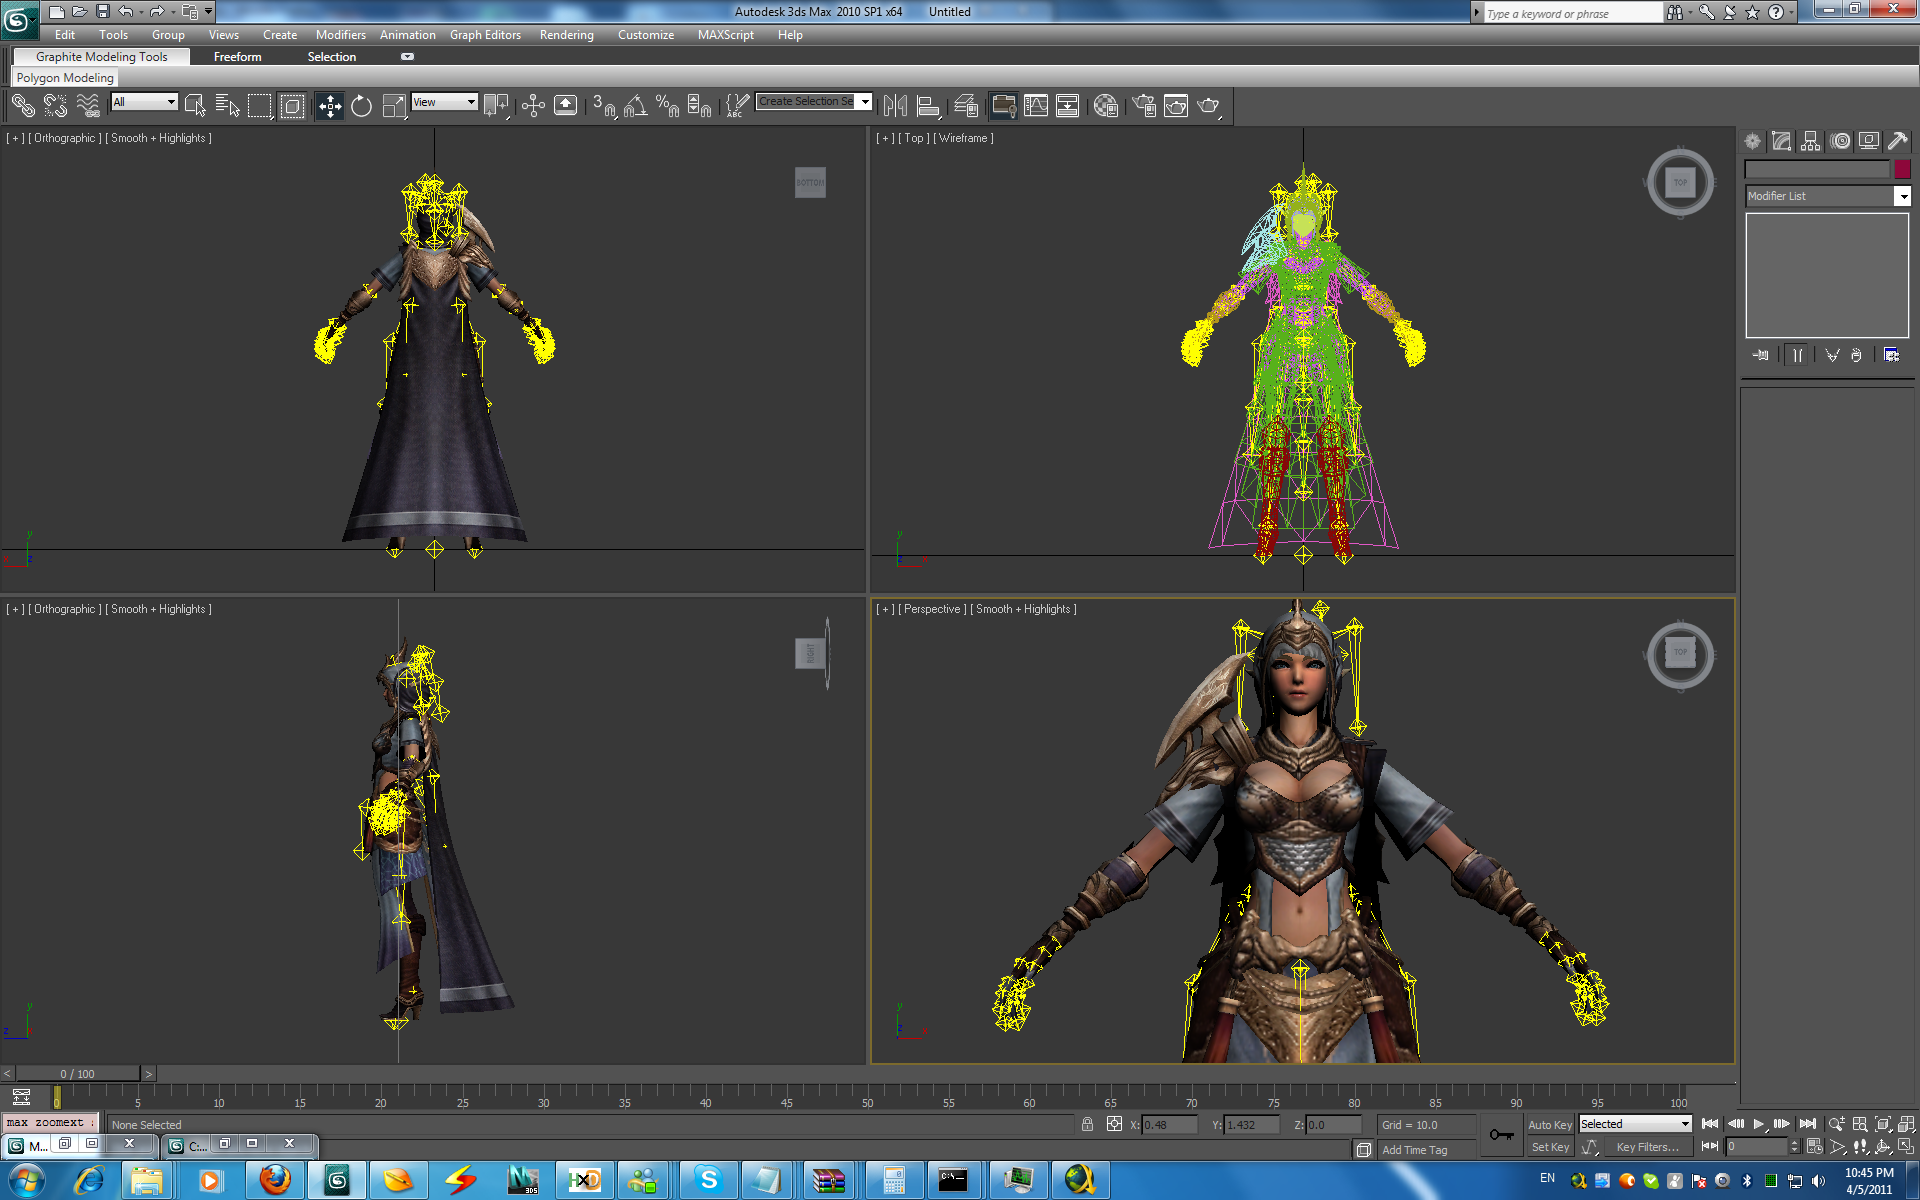 Autodesk 3ds Max 2010 SP1 x64 Untitled
Type a keyword or phrase
Edit Tools Group Views Create Modifiers Animation Graph Editors Rendering Customize MAXScript Help
Graphite Modeling Tools Freeform Selection
Polygon Modeling
All View 3 ABC Create Selection Se
[ + ] [ Orthographic ] [ Smooth + Highlights ]
BOTTOM
[ + ] [ Top ] [ Wireframe ]
TOP
Modifier List
y
x z
y
z x
[ + ] [ Orthographic ] [ Smooth + Highlights ]
RIGHT
[ + ] [ Perspective ] [ Smooth + Highlights ]
TOP
y
z x
y
z x
< 0 / 100 >
0 5 10 15 20 25 30 35 40 45 50 55 60 65 70 75 80 85 90 95 100
max zoomext
None Selected
X: 0.48 Y: 1.432 Z: 0.0 Grid = 10.0
Auto Key Selected
M...
C:...
Add Time Tag
Set Key Key Filters... 0
3DS
HXD
C:\
EN
10:45 PM
4/5/2011